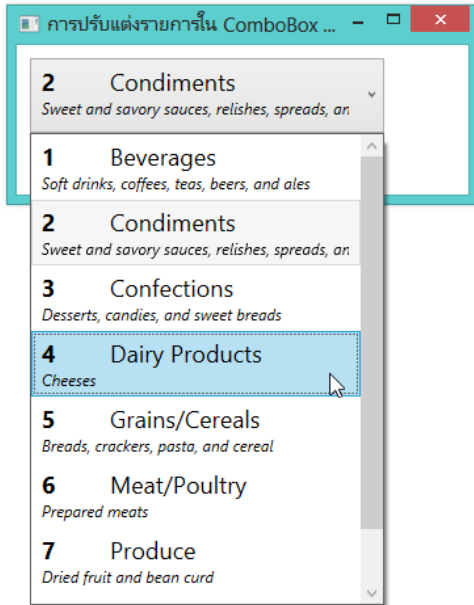 การปรับแต่งรายการใน ComboBox ...
2 Condiments
Sweet and savory sauces, relishes, spreads, an
1 Beverages
Soft drinks, coffees, teas, beers, and ales
2 Condiments
Sweet and savory sauces, relishes, spreads, an
3 Confections
Desserts, candies, and sweet breads
4 Dairy Products
Cheeses
5 Grains/Cereals
Breads, crackers, pasta, and cereal
6 Meat/Poultry
Prepared meats
7 Produce
Dried fruit and bean curd